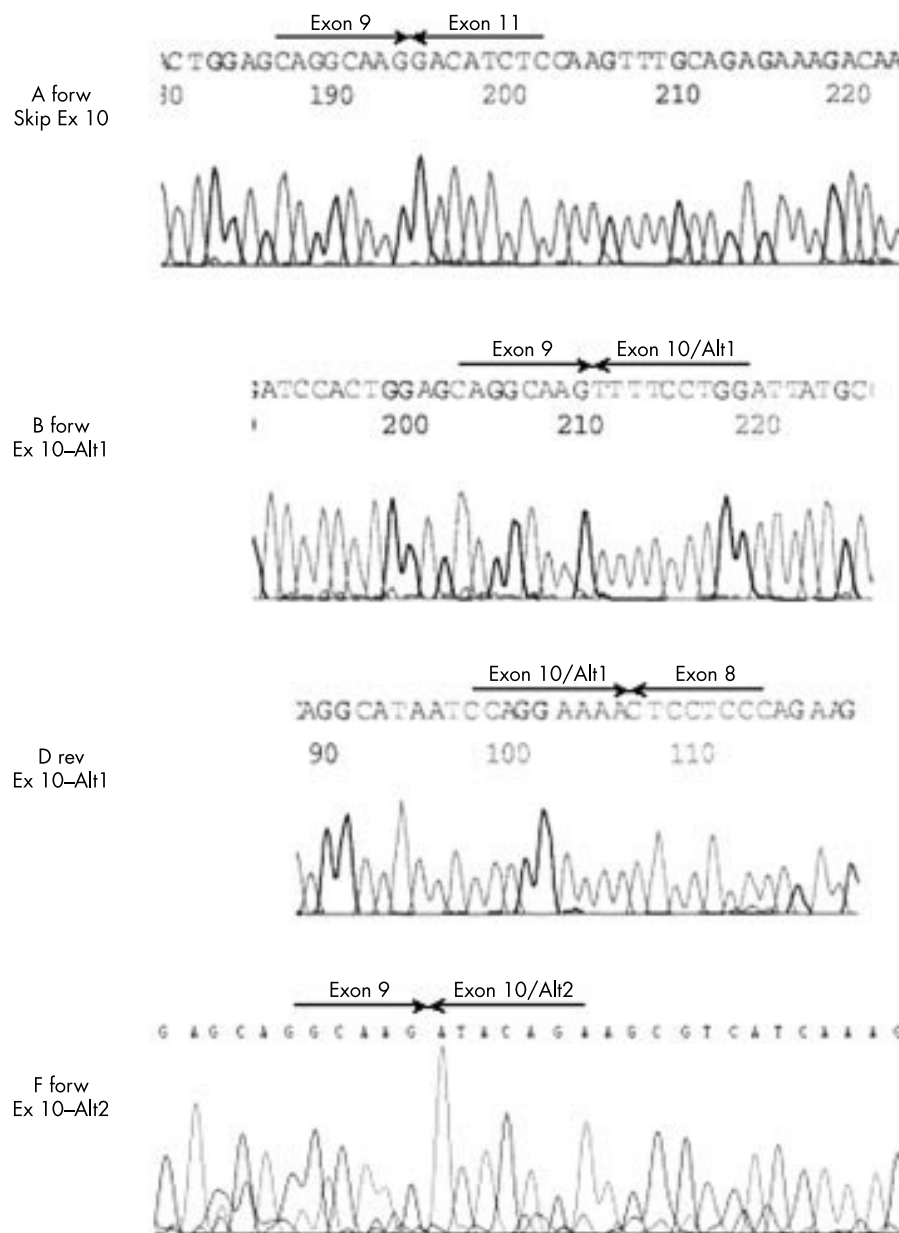 Exon 9 Exon 11
ACTGGAGCAGGCAAGGACATCTCCAAGTTTGCAGAGAAAGACAA
A forw
Skip Ex 10
190 200 210 220
Exon 9 Exon 10/Alt1
GATCCACTGGAGCAGGCAAGTTTTCCTGGATTATGC
B forw
Ex 10–Alt1
200 210 220
Exon 10/Alt1 Exon 8
AGGCATAATCCAGGAAAACTCCTCCCAGAAG
D rev
Ex 10–Alt1
90 100 110
Exon 9 Exon 10/Alt2
G A G C A G G C A A G A T A C A G A A G C G T C A T C A A A G
F forw
Ex 10–Alt2